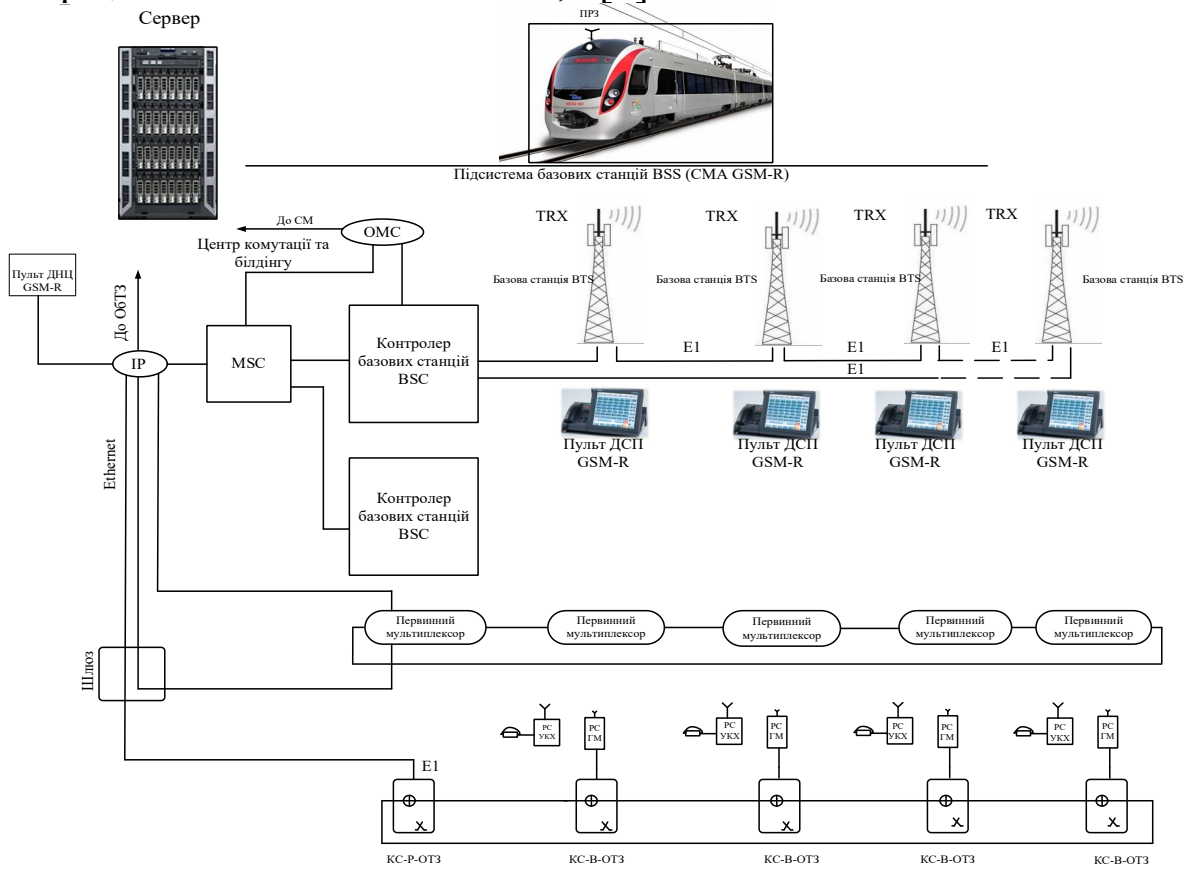 Сервер
ПРЗ
Підсистема базових станцій BSS (СМА GSM-R)
До СМ
ОМС
Центр комутації та
білдінгу
TRX
TRX
TRX
TRX
Базова станція BTS
Базова станція BTS
Базова станція BTS
Базова станція BTS
Пульт ДНЦ
GSM-R
До ОбТЗ
IP
MSC
Контролер
базових станцій
BSC
E1
E1
E1
E1
Пульт ДСП
GSM-R
Пульт ДСП
GSM-R
Пульт ДСП
GSM-R
Пульт ДСП
GSM-R
Ethernet
Контролер
базових станцій
BSC
Первинний
мультиплексор
Первинний
мультиплексор
Первинний
мультиплексор
Первинний
мультиплексор
Первинний
мультиплексор
Шлюз
РС
УКХ
РС
ГМ
РС
УКХ
РС
ГМ
РС
УКХ
РС
ГМ
РС
УКХ
РС
ГМ
E1
КС-Р-ОТЗ
КС-В-ОТЗ
КС-В-ОТЗ
КС-В-ОТЗ
КС-В-ОТЗ